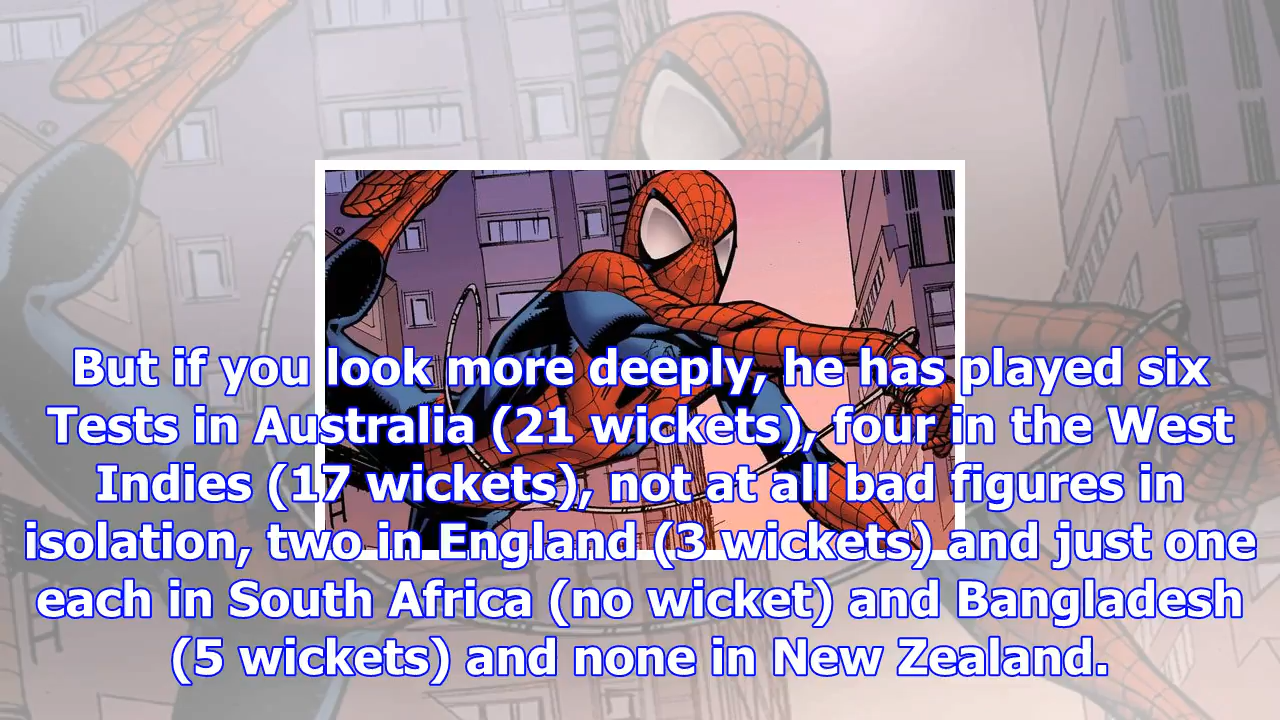 But if you look more deeply, he has played six
Tests in Australia (21 wickets), four in the West
Indies (17 wickets), not at all bad figures in
isolation, two in England (3 wickets) and just one
each in South Africa (no wicket) and Bangladesh
(5 wickets) and none in New Zealand.